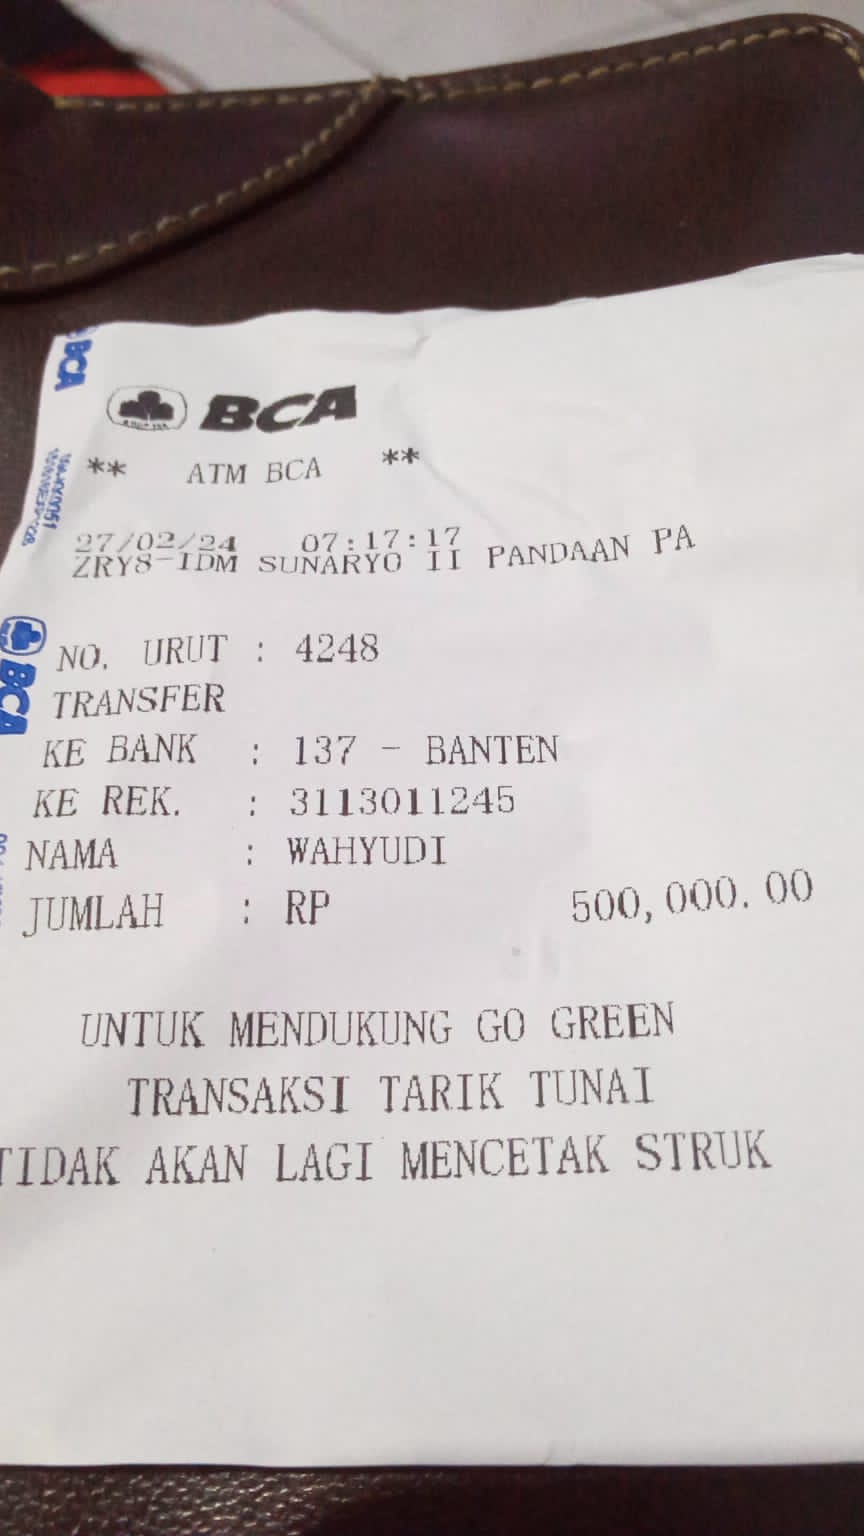 BCA
BCA
** ATM BCA **
27/02/24 07:17:17
ZRY8-IDM SUNARYO II PANDAAN PA
BCA
NO. URUT : 4248
TRANSFER
KE BANK : 137 - BANTEN
KE REK. : 3113011245
NAMA : WAHYUDI
JUMLAH : RP 500,000.00
UNTUK MENDUKUNG GO GREEN
TRANSAKSI TARIK TUNAI
TIDAK AKAN LAGI MENCETAK STRUK